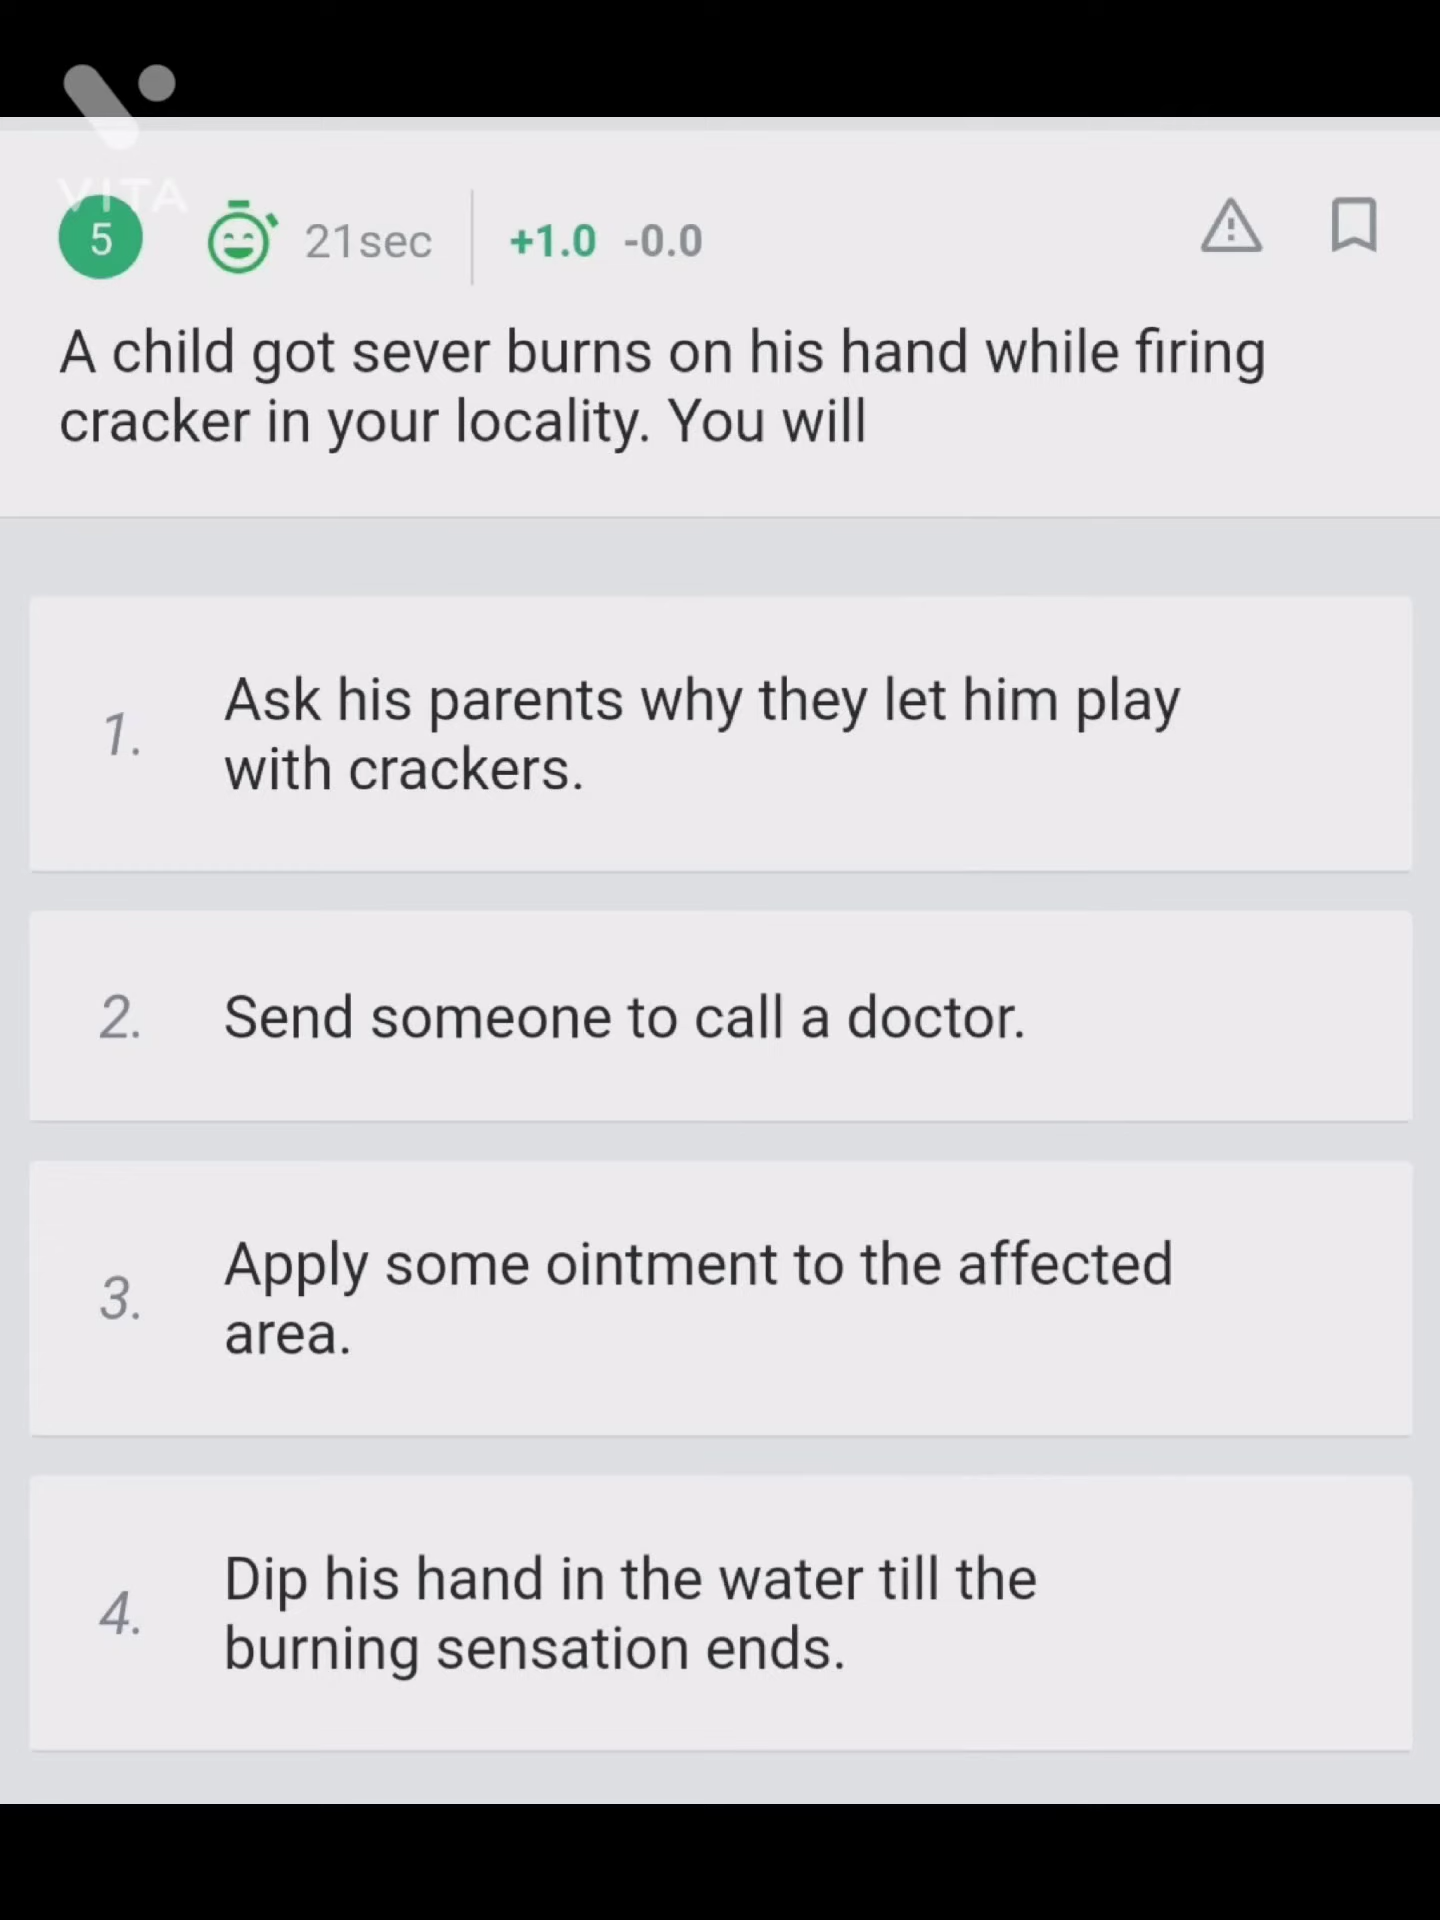 VITA
5 21sec +1.0 -0.0
A child got sever burns on his hand while firing
cracker in your locality. You will
1. Ask his parents why they let him play
with crackers.
2. Send someone to call a doctor.
3. Apply some ointment to the affected
area.
4. Dip his hand in the water till the
burning sensation ends.